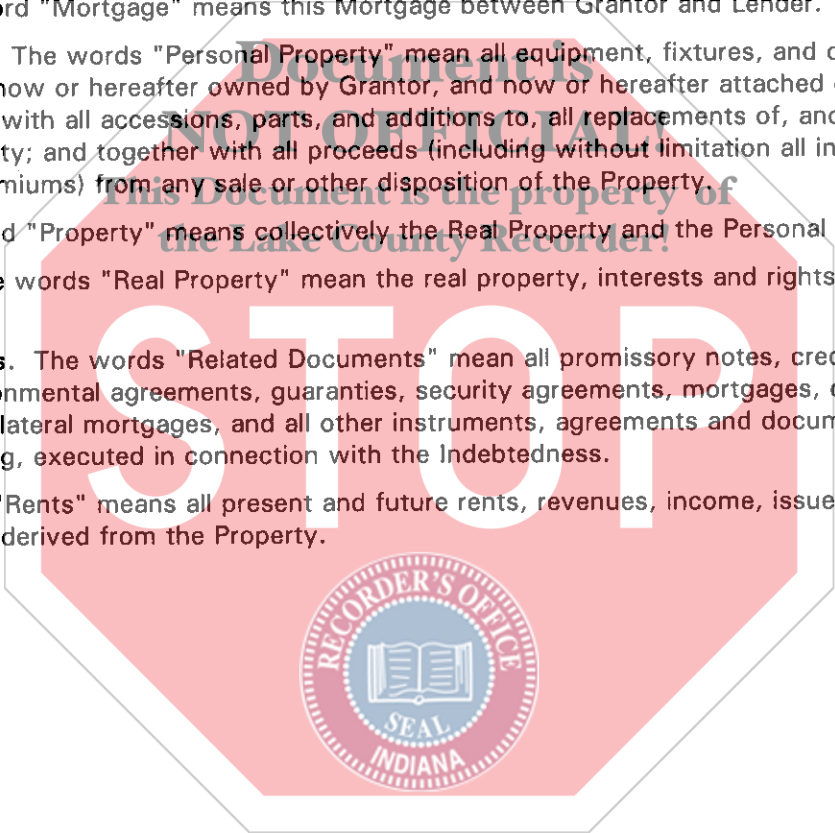 ord "Mortgage" means this Mortgage between Grantor and Lender.
The words "Personal Property" mean all equipment, fixtures, and
Document is
now or hereafter owned by Grantor, and now or hereafter attached
with all accessions, parts, and additions to, all replacements of, and
NOT OFFICIAL!
ty; and together with all proceeds (including without limitation all in
miums) from any sale or other disposition of the Property.
This Document is the property of
d "Property" means collectively the Real Property and the Personal
the Lake County Recorder!
e words "Real Property" mean the real property, interests and rights
s. The words "Related Documents" mean all promissory notes, cred
onmental agreements, guaranties, security agreements, mortgages,
lateral mortgages, and all other instruments, agreements and docum
g, executed in connection with the Indebtedness.
STOP
"Rents" means all present and future rents, revenues, income, issue
derived from the Property.
RECORDER'S OFFICE
SEAL
INDIANA